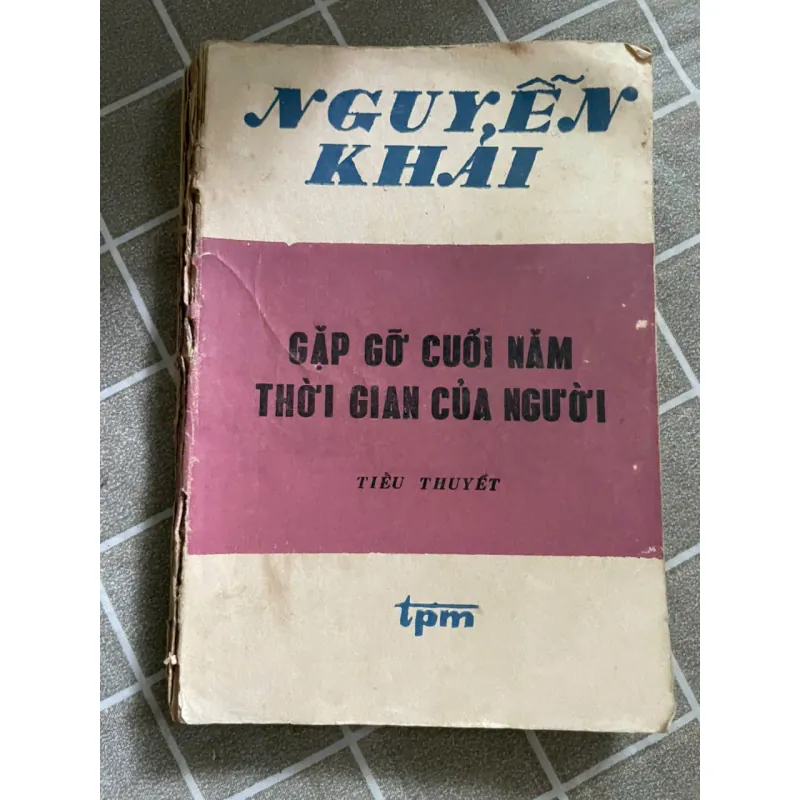 NGUYỄN
KHẢI
GẶP GỠ CUỐI NĂM
THỜI GIAN CỦA NGƯỜI
TIỂU THUYẾT
tpm